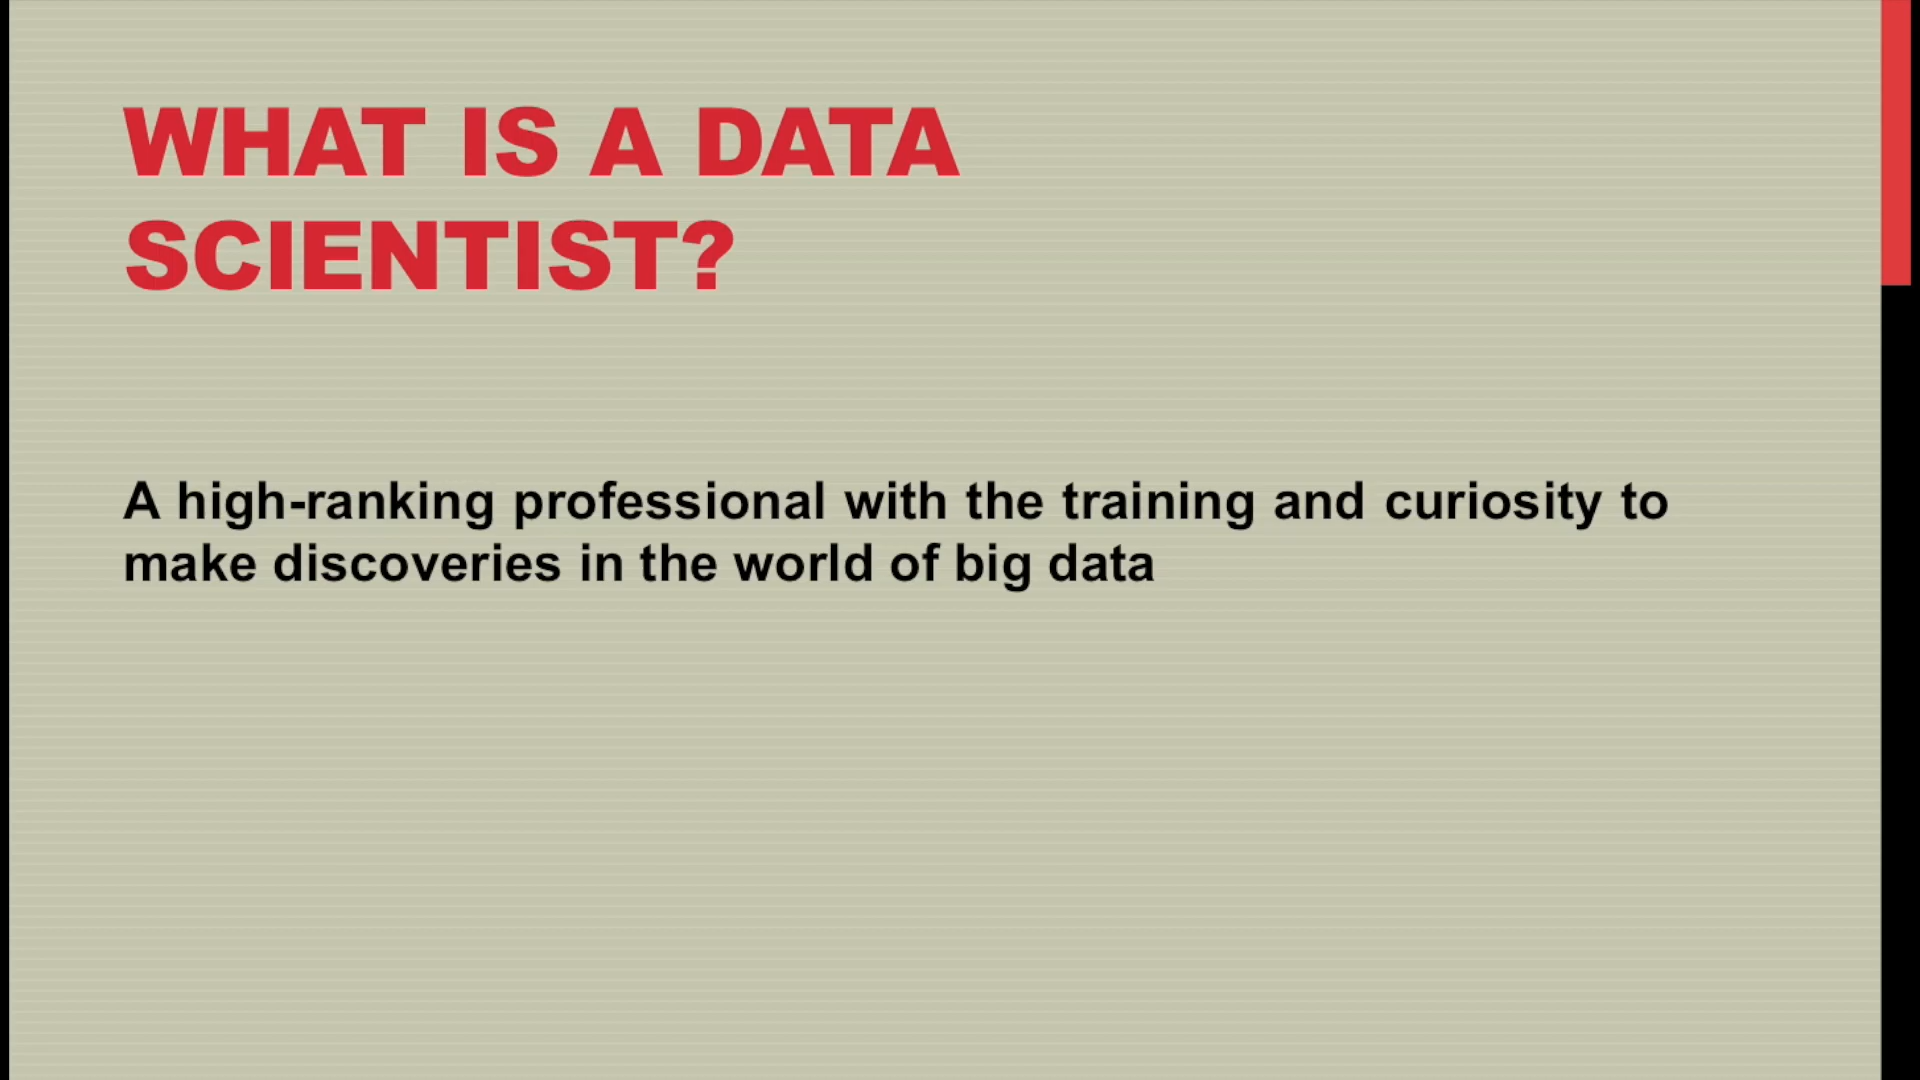 WHAT IS A DATA
SCIENTIST?
A high-ranking professional with the training and curiosity to
make discoveries in the world of big data